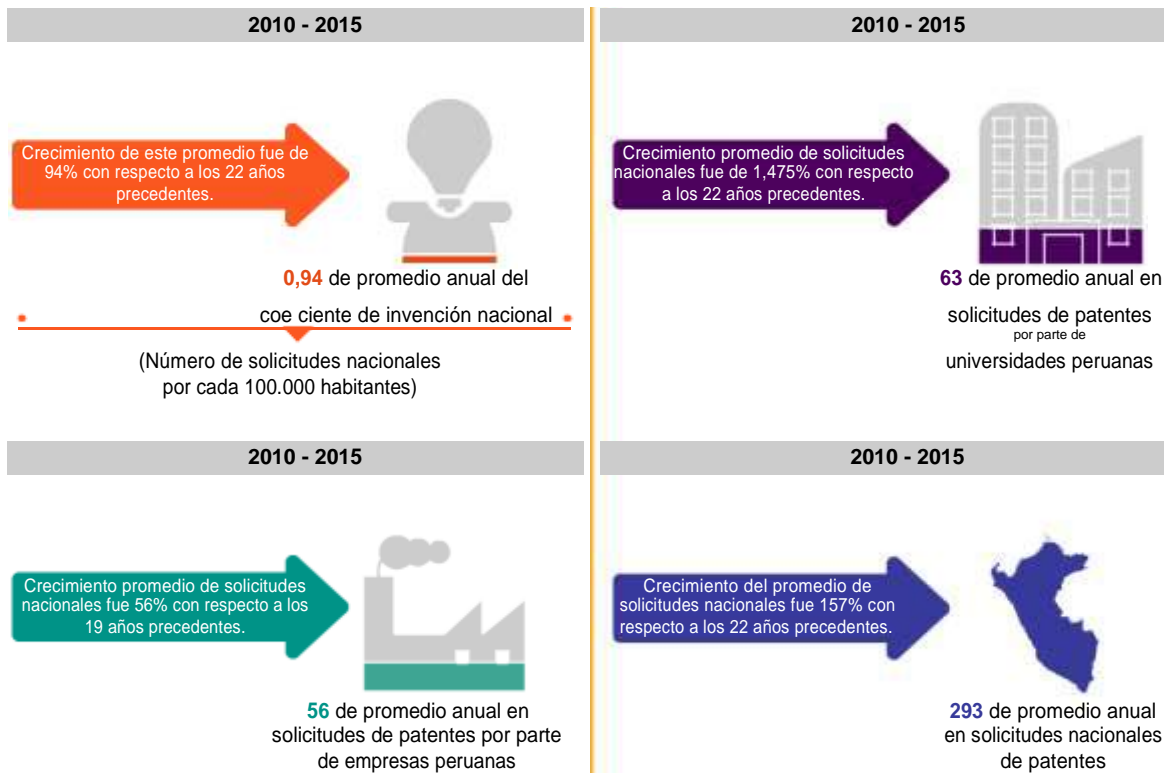 2010 - 2015
Crecimiento de este promedio fue de
94% con respecto a los 22 años
precedentes.
0,94 de promedio anual del
coe ciente de invención nacional
(Número de solicitudes nacionales
por cada 100.000 habitantes)
2010 - 2015
Crecimiento promedio de solicitudes
nacionales fue de 1,475% con respecto
a los 22 años precedentes.
63 de promedio anual en
solicitudes de patentes
por parte de
universidades peruanas
2010 - 2015
Crecimiento promedio de solicitudes
nacionales fue 56% con respecto a los
19 años precedentes.
56 de promedio anual en
solicitudes de patentes por parte
de empresas peruanas
2010 - 2015
Crecimiento del promedio de
solicitudes nacionales fue 157% con
respecto a los 22 años precedentes.
293 de promedio anual
en solicitudes nacionales
de patentes